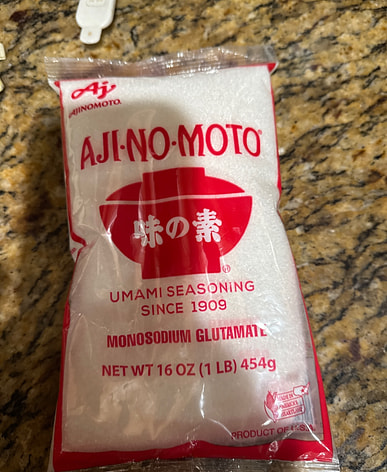 Aj
AJINOMOTO.
AJI-NO-MOTO®
味の素
®
UMAMI SEASONING
SINCE 1909
MONOSODIUM GLUTAMATE
NET WT 16 OZ (1 LB) 454g
PRODUCT OF U.S.A.